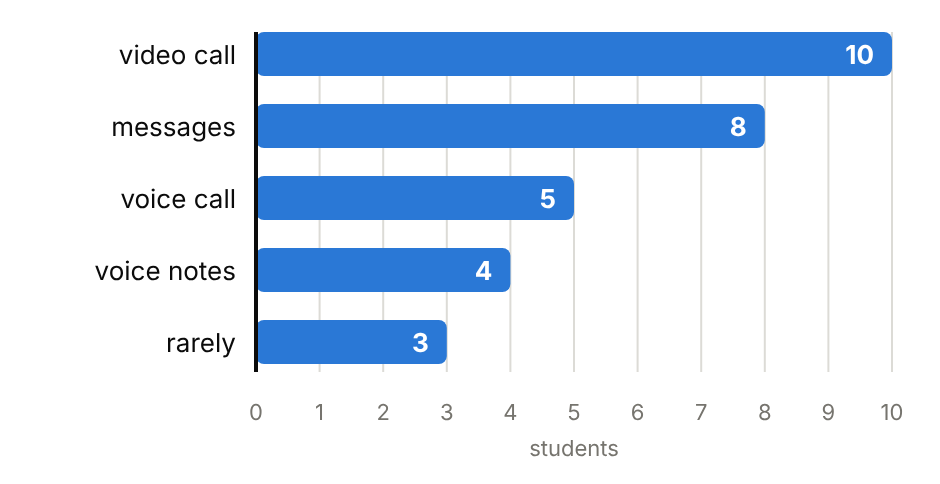 video call 10
messages 8
voice call 5
voice notes 4
rarely 3
0 1 2 3 4 5 6 7 8 9 10
students